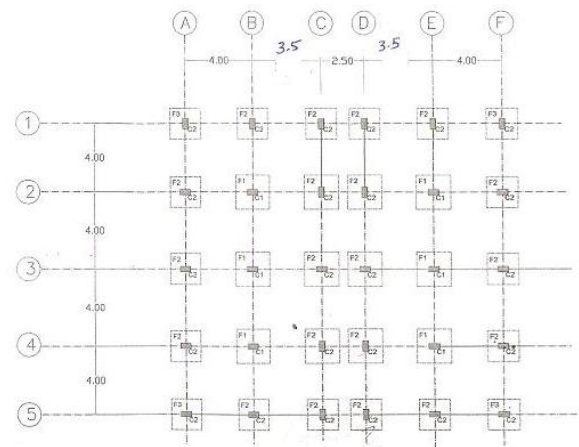 A B C D E F
4.00 3.5 2.50 3.5 4.00
1
F3 F2 F2 F2 F2 F3
C2 C2 C2 C2 C2 C2
4.00
2
F2 F1 F2 F2 F1 F2
C2 C1 C2 C2 C1 C2
4.00
3
F2 F1 F2 F2 F1 F2
C2 C1 C2 C2 C1 C2
4.00
4
F2 F1 F2 F2 F1 F2
C2 C1 C2 C2 C1 C2
4.00
5
F3 F2 F2 F2 F2 F3
C2 C2 C2 C2 C2 C2